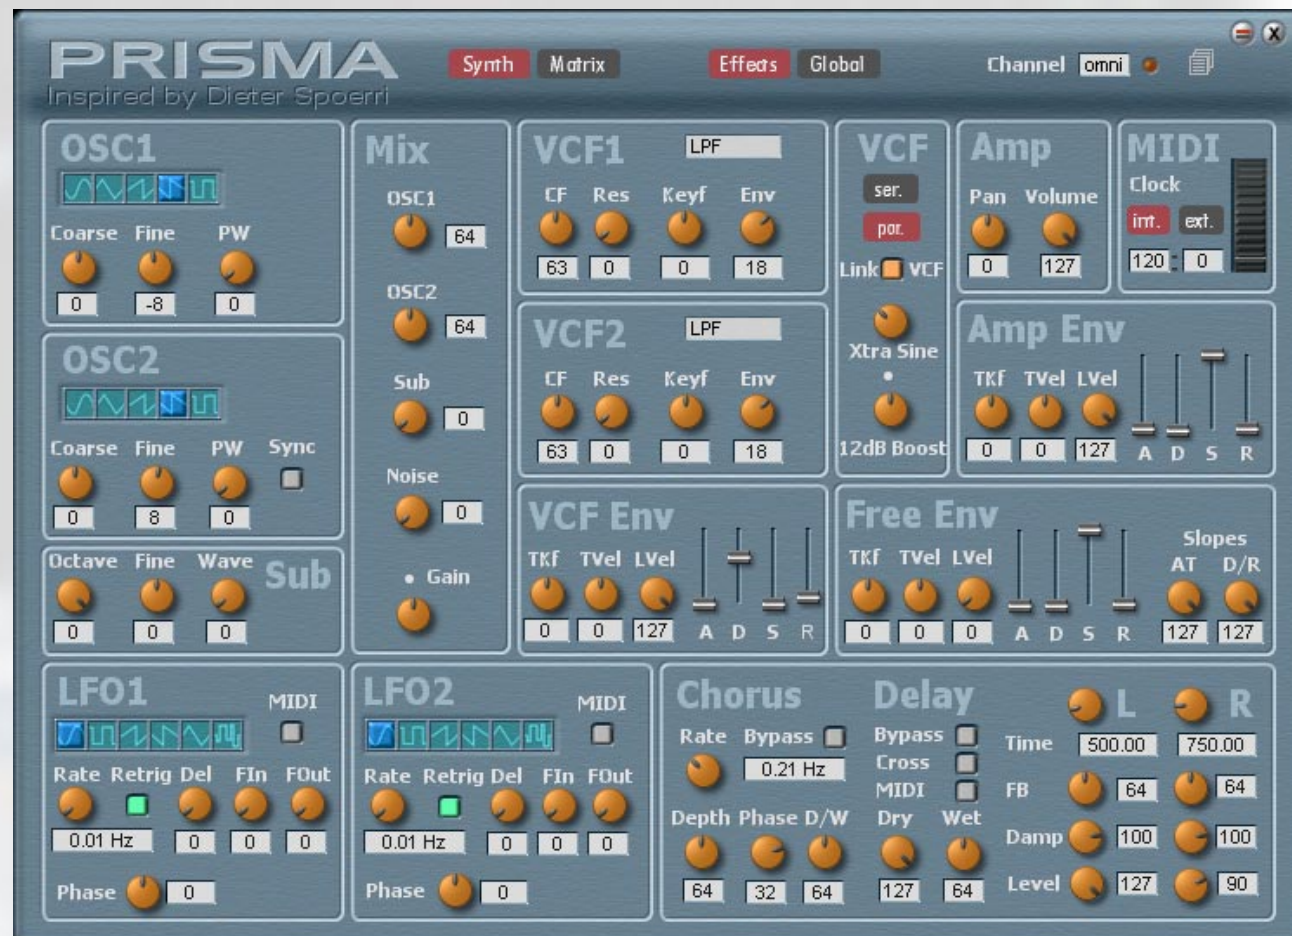 PRISMA
Inspired by Dieter Spoerri
Synth Matrix
Effects Global
Channel omni
OSC1
Coarse Fine PW
0 -8 0
OSC2
Coarse Fine PW Sync
0 8 0
Octave Fine Wave Sub
0 0 0
Mix
OSC1
64
OSC2
64
Sub
0
Noise
0
Gain
VCF1 LPF
CF Res Keyf Env
63 0 0 18
VCF2 LPF
CF Res Keyf Env
63 0 0 18
VCF
ser.
par.
Link VCF
Xtra Sine
12dB Boost
Amp
Pan Volume
0 127
MIDI
Clock
int. ext.
120 : 0
Amp Env
TKf TVel LVel
0 0 127 A D S R
VCF Env
TKf TVel LVel
0 0 127 A D S R
Free Env
TKf TVel LVel
0 0 0 A D S R
Slopes
AT D/R
127 127
LFO1
MIDI
Rate Retrig Del FIn FOut
0.01 Hz 0 0 0
Phase 0
LFO2
MIDI
Rate Retrig Del FIn FOut
0.01 Hz 0 0 0
Phase 0
Chorus
Rate Bypass
0.21 Hz
Depth Phase D/W
64 32 64
Delay
Bypass
Cross
MIDI
Dry Wet
127 64
L R
Time 500.00 750.00
FB 64 64
Damp 100 100
Level 127 90